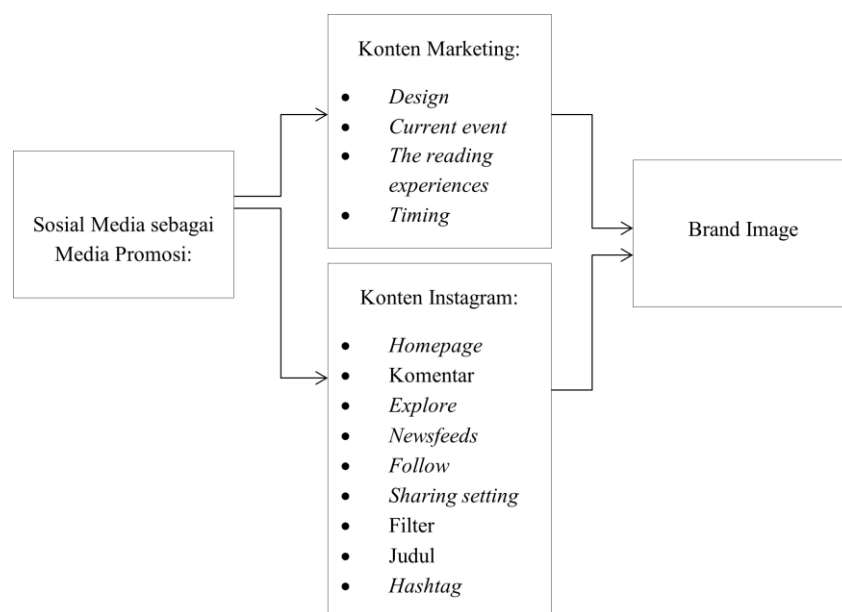 Sosial Media sebagai
Media Promosi:
Konten Marketing:
• Design
• Current event
• The reading
experiences
• Timing
Konten Instagram:
• Homepage
• Komentar
• Explore
• Newsfeeds
• Follow
• Sharing setting
• Filter
• Judul
• Hashtag
Brand Image